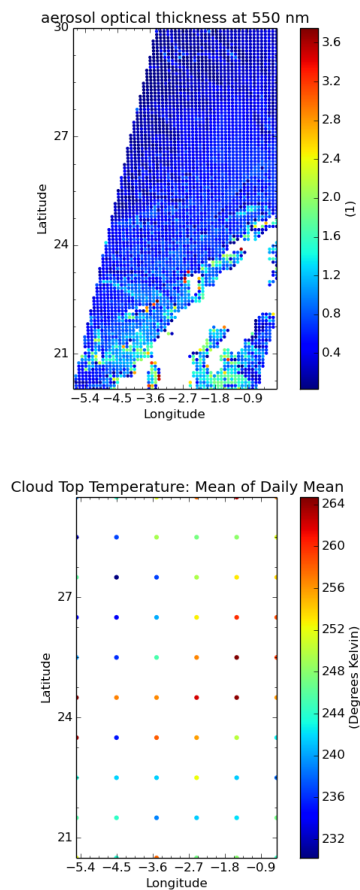 aerosol optical thickness at 550 nm
30
27
24
21
Latitude
−5.4 −4.5 −3.6 −2.7 −1.8 −0.9
Longitude
3.6
3.2
2.8
2.4
2.0
1.6
1.2
0.8
0.4
(1)
Cloud Top Temperature: Mean of Daily Mean
27
24
21
Latitude
−5.4 −4.5 −3.6 −2.7 −1.8 −0.9
Longitude
264
260
256
252
248
244
240
236
232
(Degrees Kelvin)